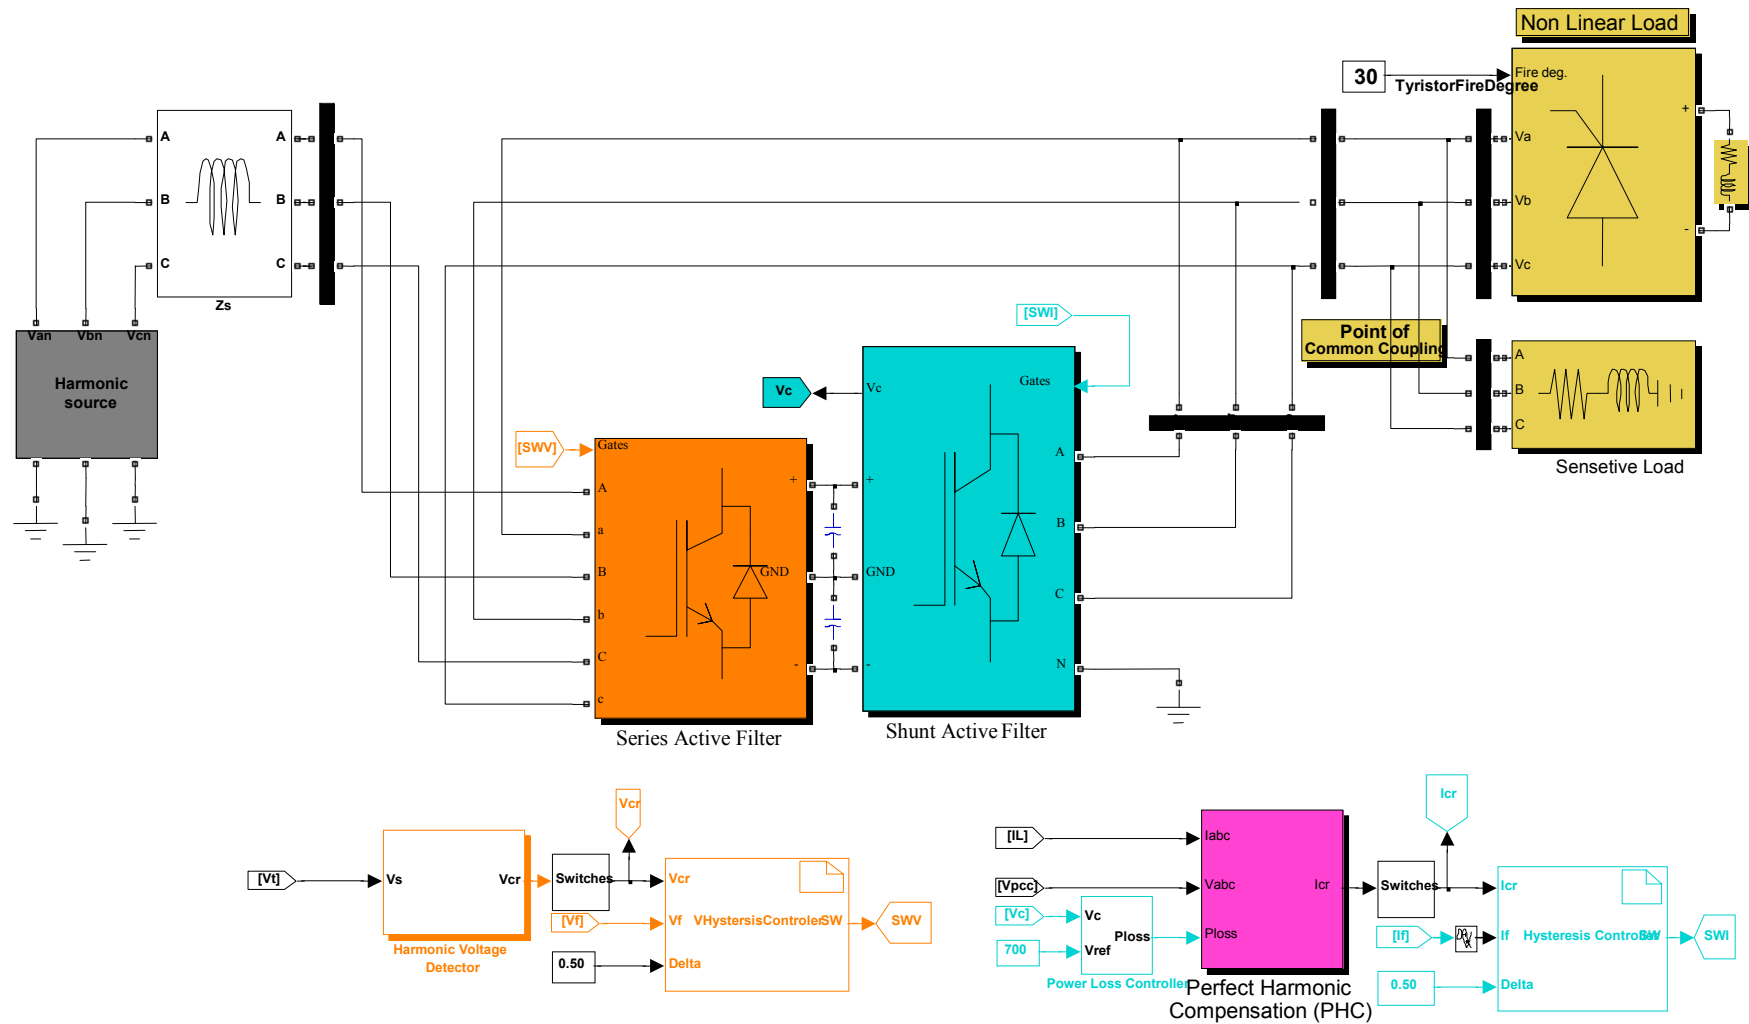 Non Linear Load
30
TyristorFireDegree
Fire deg.
+
Va
Vb
-
Vc
A
A
B
B
C
C
Zs
Van
Vbn
Vcn
Harmonic
source
[SWI]
Point of
Common Coupling
A
B
C
Sensetive Load
Vc
Vc
Gates
[SWV]
Gates
A
a
B
b
C
c
+
GND
-
+
GND
-
A
B
C
N
Series Active Filter
Shunt Active Filter
Vcr
[Vt]
Vs
Vcr
Harmonic Voltage
Detector
Switches
Vcr
[Vf]
Vf
VHystersisControler
SW
SWV
0.50
Delta
Icr
[IL]
Iabc
[Vpcc]
Vabc
Icr
[Vc]
Vc
Ploss
Ploss
700
Vref
Power Loss Controller
Perfect Harmonic
Compensation (PHC)
Switches
Icr
[If]
If
Hysteresis Controller
SW
SWI
0.50
Delta